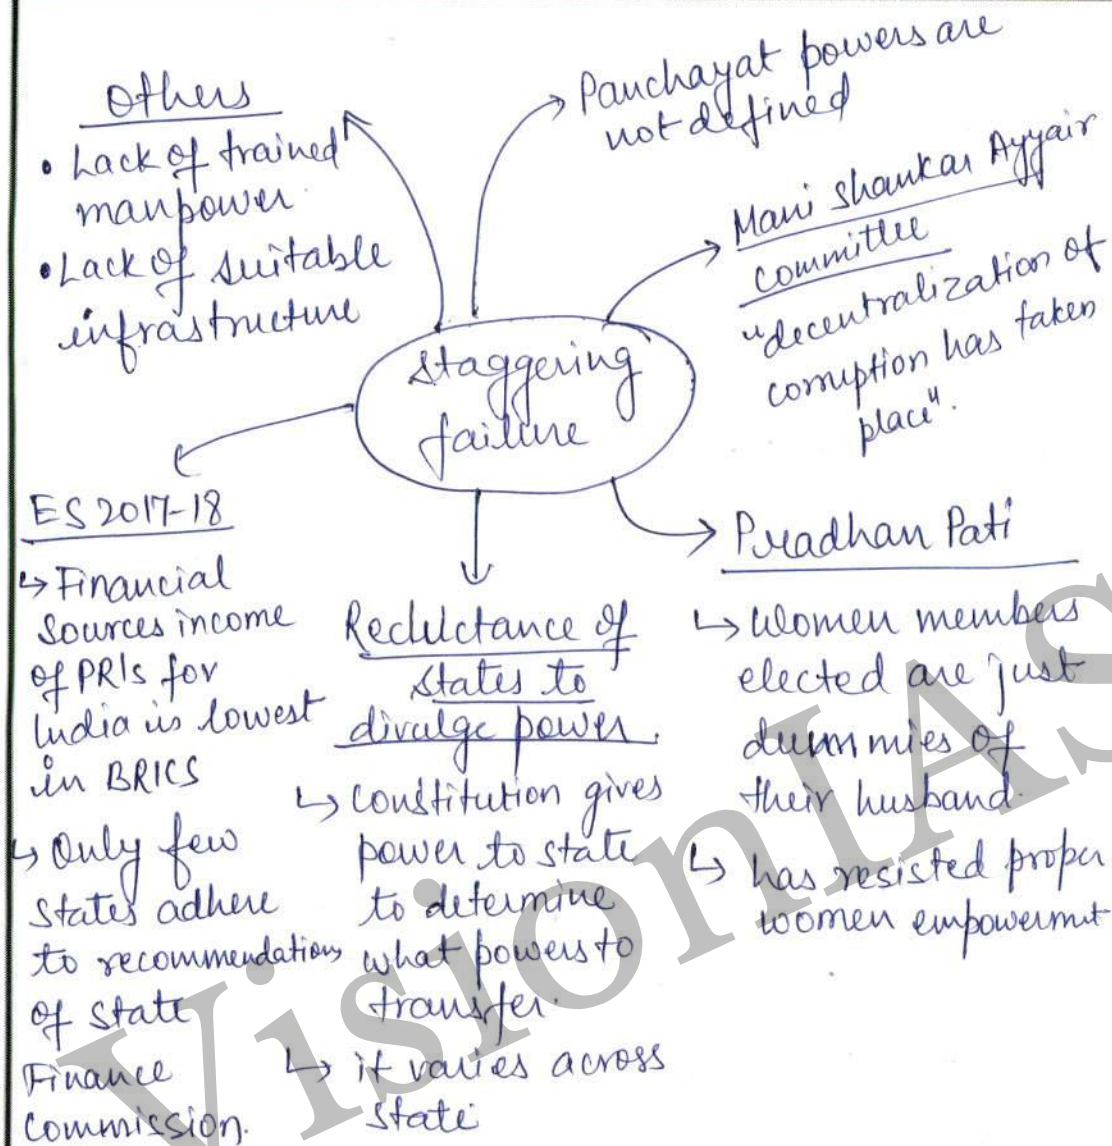 Others
• Lack of trained
manpower
• Lack of suitable
infrastructure
Panchayat powers are
not defined
Mani Shankar Ayyair
committee
"decentralization of
corruption has taken
place".
Staggering
failure
ES 2017-18
↳ Financial
sources income
of PRIs for
India is lowest
in BRICS
↳ Only few
states adhere
to recommendations
of state
Finance
Commission.
Reclulctance of
states to
divulge power.
↳ Constitution gives
power to state
to determine
what powers to
transfer.
↳ it varies across
state
Pradhan Pati
↳ Women members
elected are just
dummies of
their husband.
↳ has resisted proper
women empowermt
VisionIAS